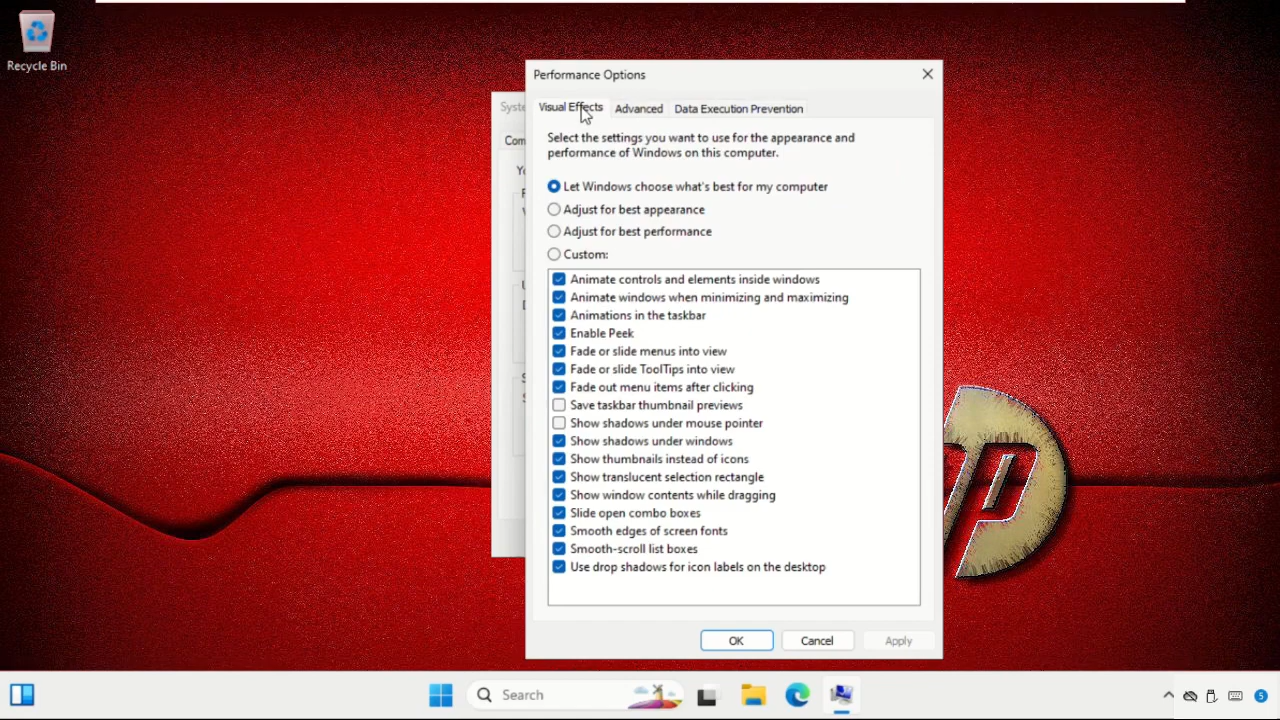 Recycle Bin
Performance Options
Syste
Visual Effects
Advanced
Data Execution Prevention
Com
Select the settings you want to use for the appearance and
performance of Windows on this computer.
Let Windows choose what's best for my computer
Adjust for best appearance
Adjust for best performance
Custom:
Animate controls and elements inside windows
Animate windows when minimizing and maximizing
Animations in the taskbar
Enable Peek
Fade or slide menus into view
Fade or slide ToolTips into view
Fade out menu items after clicking
Save taskbar thumbnail previews
Show shadows under mouse pointer
Show shadows under windows
Show thumbnails instead of icons
Show translucent selection rectangle
Show window contents while dragging
Slide open combo boxes
Smooth edges of screen fonts
Smooth-scroll list boxes
Use drop shadows for icon labels on the desktop
OK
Cancel
Apply
Search
5